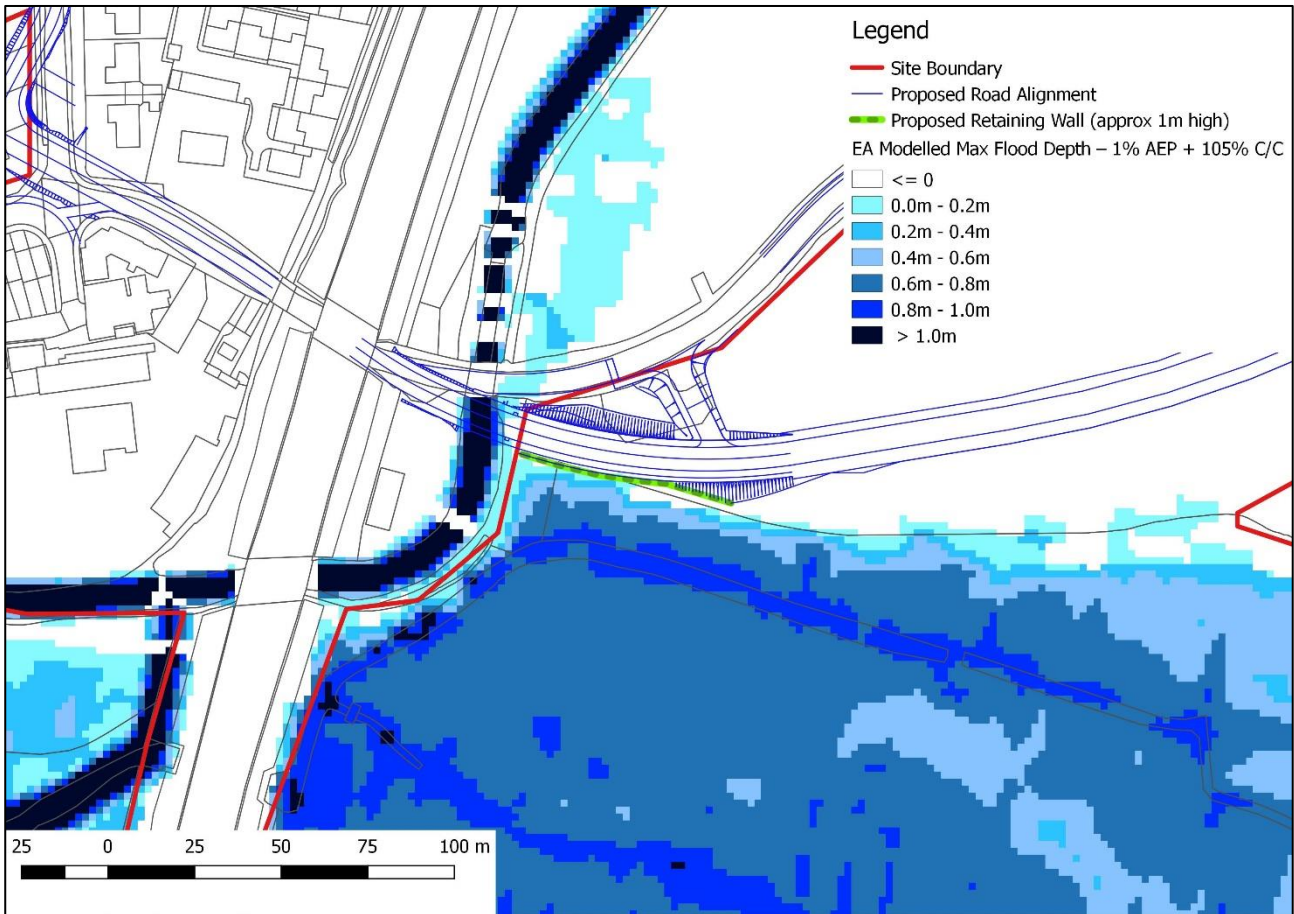 Legend
Site Boundary
Proposed Road Alignment
Proposed Retaining Wall (approx 1m high)
EA Modelled Max Flood Depth – 1% AEP + 105% C/C
<= 0
0.0m - 0.2m
0.2m - 0.4m
0.4m - 0.6m
0.6m - 0.8m
0.8m - 1.0m
> 1.0m
25 0 25 50 75 100 m